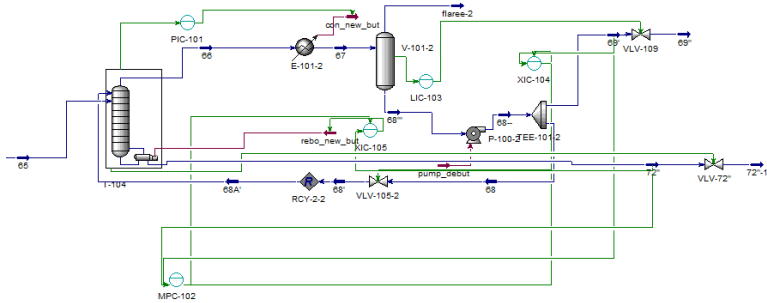 flaree-2
con_new_but
PIC-101
V-101-2
VLV-109
69'
69''
66
E-101-2
67
XIC-104
LIC-103
68'''
68--
P-100-2
TEE-101-2
XIC-105
rebo_new_but
65
T-104
pump_debut
72''
VLV-72''
72''-1
68A'
RCY-2-2
68'
VLV-105-2
68
MPC-102